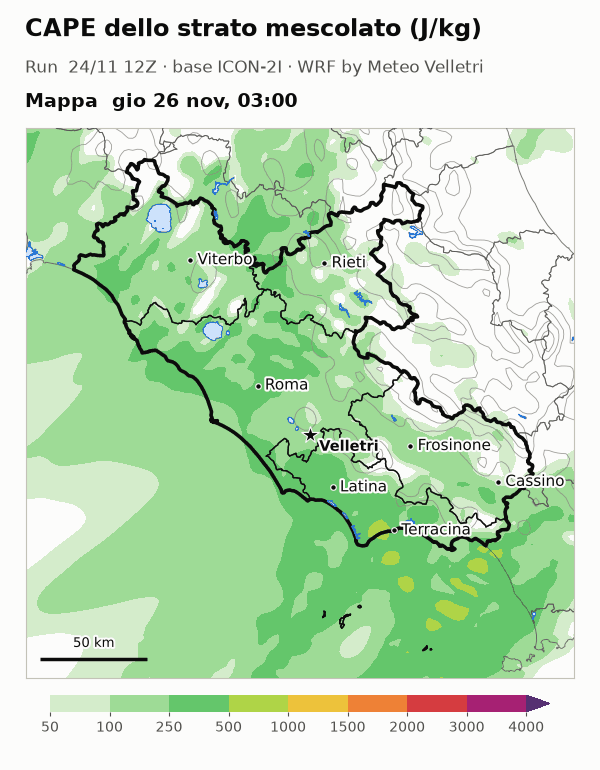 CAPE dello strato mescolato (J/kg)
Run  24/11 12Z · base ICON-2I · WRF by Meteo Velletri
Mappa  gio 26 nov, 03:00
Viterbo
Rieti
Roma
Velletri
Frosinone
Cassino
Latina
Terracina
50 km
50 100 250 500 1000 1500 2000 3000 4000